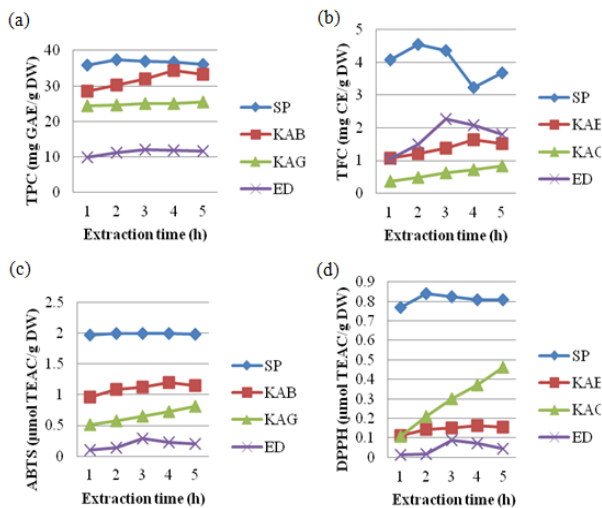 (a)
TPC (mg GAE/g DW)
40
30
20
10
0
1 2 3 4 5
Extraction time (h)
SP
KAB
KAG
ED
(b)
TFC (mg CE/g DW)
5
4
3
2
1
0
1 2 3 4 5
Extraction time (h)
SP
KAB
KAG
ED
(c)
ABTS (µmol TEAC/g DW)
2.5
2
1.5
1
0.5
0
1 2 3 4 5
Extraction time (h)
SP
KAB
KAG
ED
(d)
DPPH (µmol TEAC/g DW)
0.9
0.8
0.7
0.6
0.5
0.4
0.3
0.2
0.1
0
1 2 3 4 5
Extraction time (h)
SP
KAB
KAG
ED